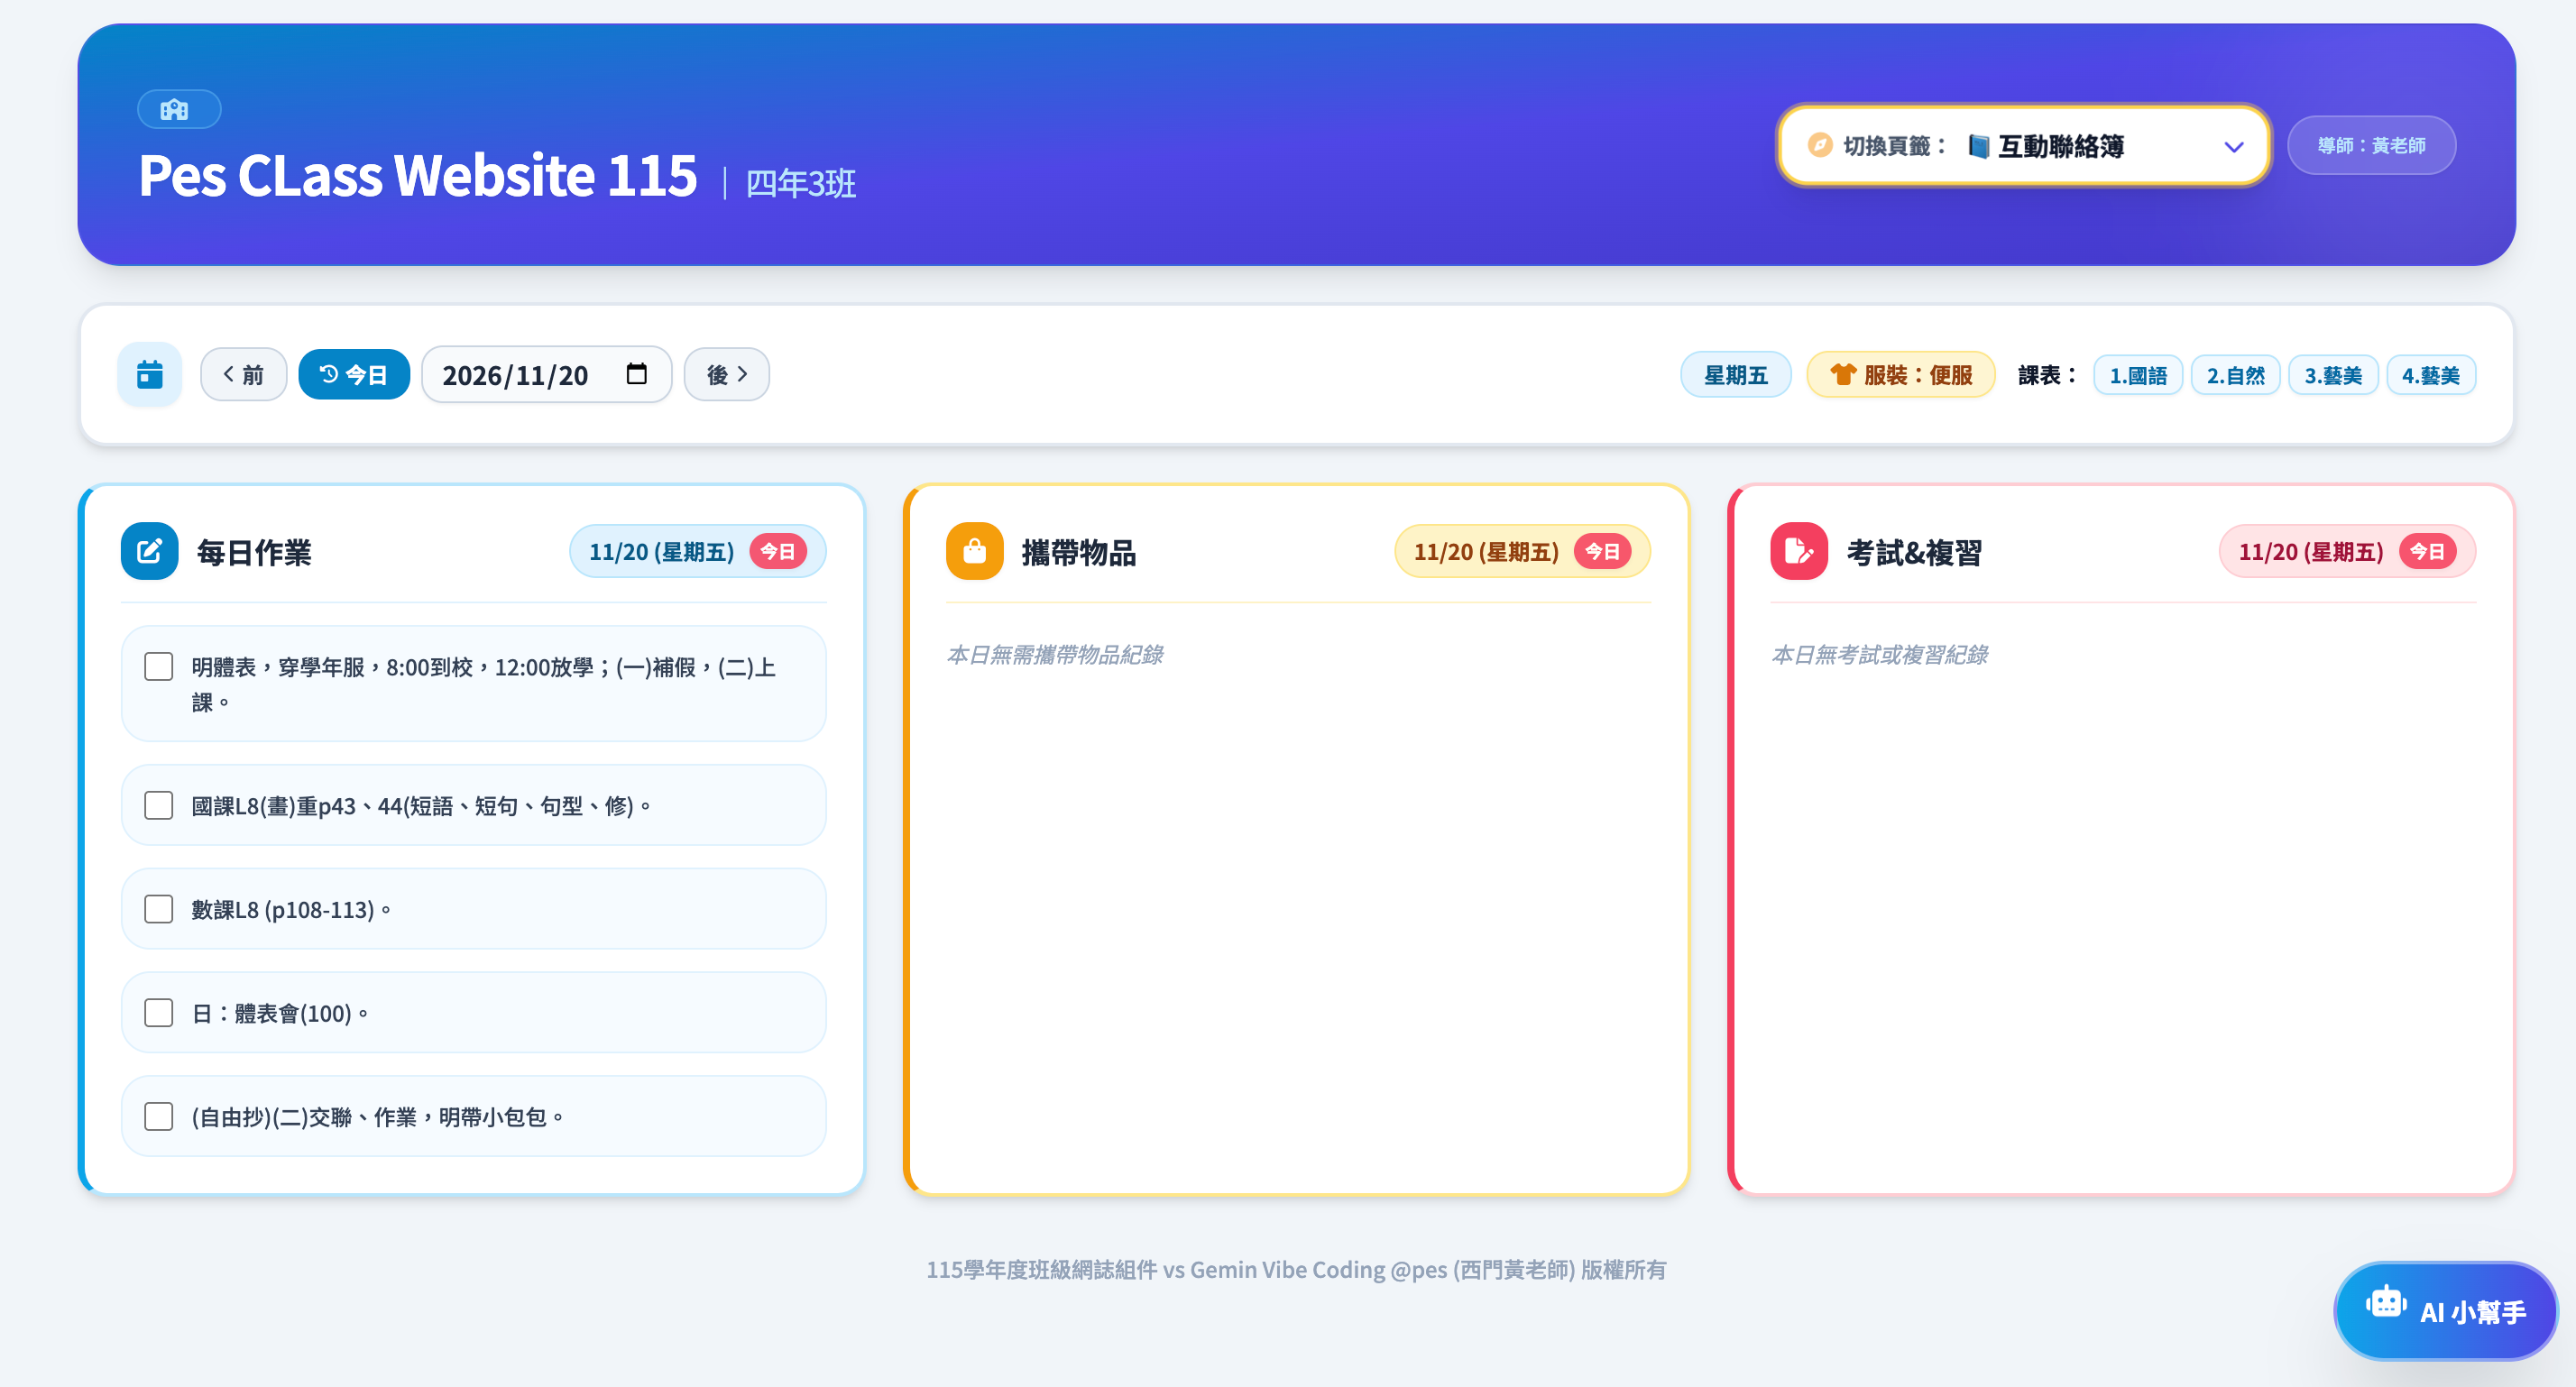 Pes CLass Website 115 | 四年3班
切換頁籤： 📘 互動聯絡簿
導師：黃老師
前
今日
2026/11/20
後
星期五
服裝：便服
課表：
1.國語
2.自然
3.藝美
4.藝美
每日作業
11/20 (星期五) 今日
明體表，穿學年服，8:00到校，12:00放學；(一)補假，(二)上
課。
國課L8(畫)重p43、44(短語、短句、句型、修)。
數課L8 (p108-113)。
日：體表會(100)。
(自由抄)(二)交聯、作業，明帶小包包。
攜帶物品
11/20 (星期五) 今日
本日無需攜帶物品紀錄
考試&複習
11/20 (星期五) 今日
本日無考試或複習紀錄
115學年度班級網誌組件 vs Gemin Vibe Coding @pes (西門黃老師) 版權所有
AI 小幫手